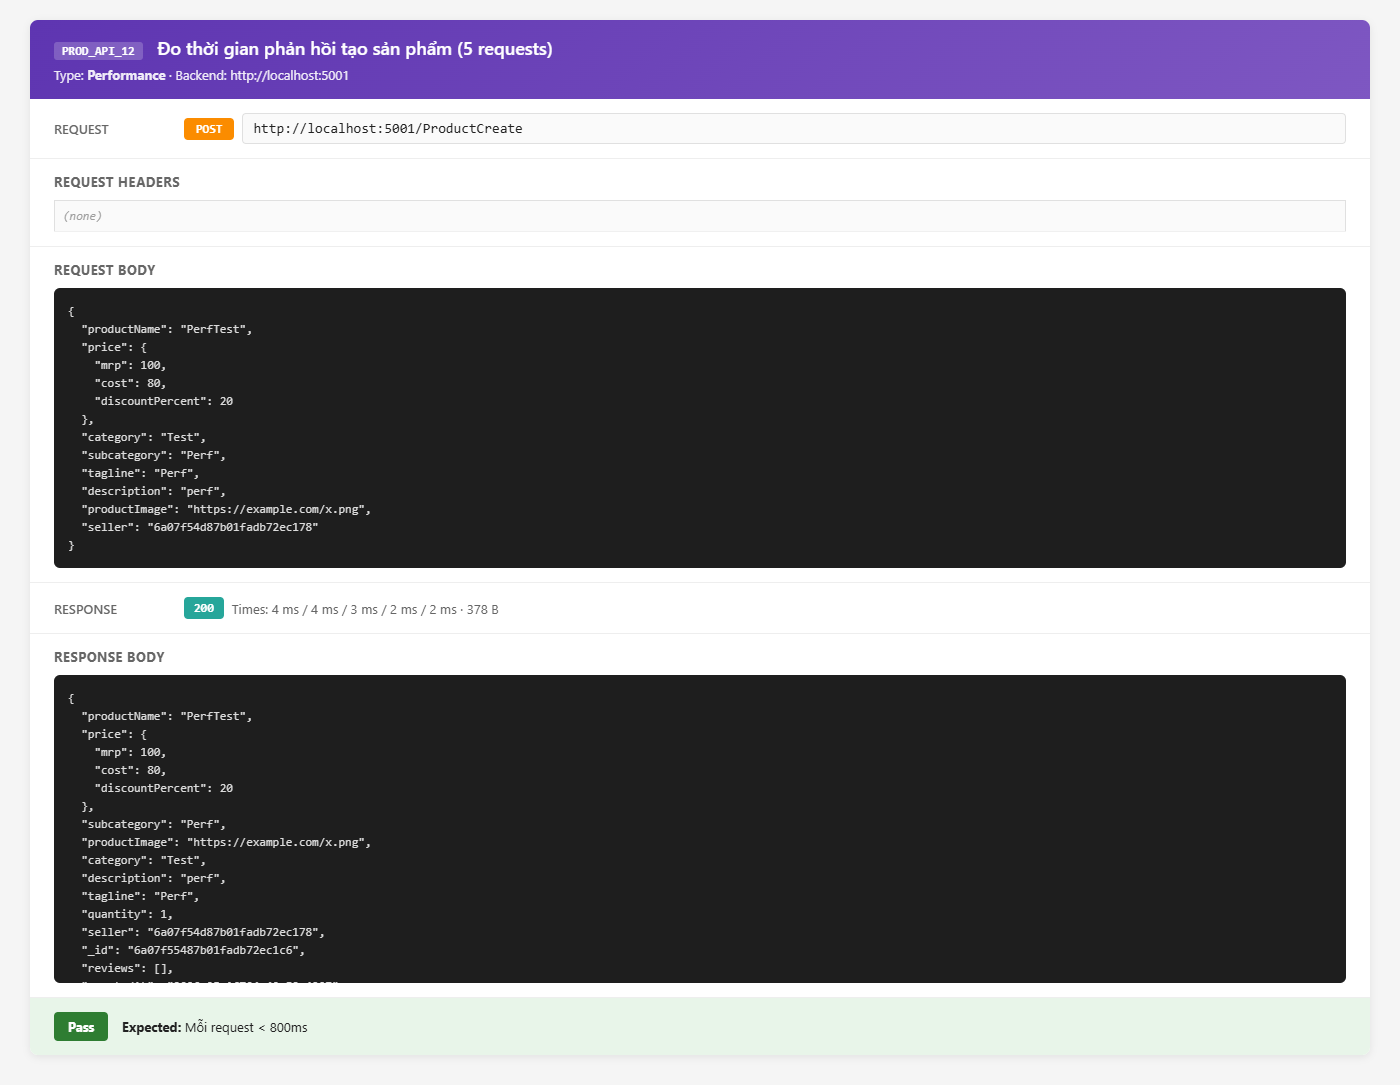 PROD_API_12 Đo thời gian phản hồi tạo sản phẩm (5 requests)
Type: Performance · Backend: http://localhost:5001
REQUEST POST http://localhost:5001/ProductCreate
REQUEST HEADERS
(none)
REQUEST BODY
{
"productName": "PerfTest",
"price": {
"mrp": 100,
"cost": 80,
"discountPercent": 20
},
"category": "Test",
"subcategory": "Perf",
"tagline": "Perf",
"description": "perf",
"productImage": "https://example.com/x.png",
"seller": "6a07f54d87b01fadb72ec178"
}
RESPONSE 200 Times: 4 ms / 4 ms / 3 ms / 2 ms / 2 ms · 378 B
RESPONSE BODY
{
"productName": "PerfTest",
"price": {
"mrp": 100,
"cost": 80,
"discountPercent": 20
},
"subcategory": "Perf",
"productImage": "https://example.com/x.png",
"category": "Test",
"description": "perf",
"tagline": "Perf",
"quantity": 1,
"seller": "6a07f54d87b01fadb72ec178",
"_id": "6a07f55487b01fadb72ec1c6",
"reviews": [],
Pass Expected: Mỗi request < 800ms